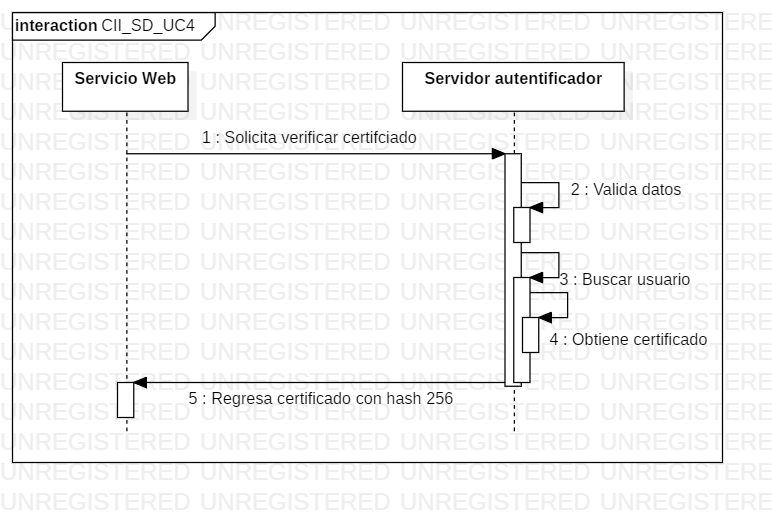 interaction CII_SD_UC4
Servicio Web
Servidor autentificador
1 : Solicita verificar certifciado
2 : Valida datos
3 : Buscar usuario
4 : Obtiene certificado
5 : Regresa certificado con hash 256
UNREGISTERED UNREGISTERED UNREGISTERED UNREGISTERED